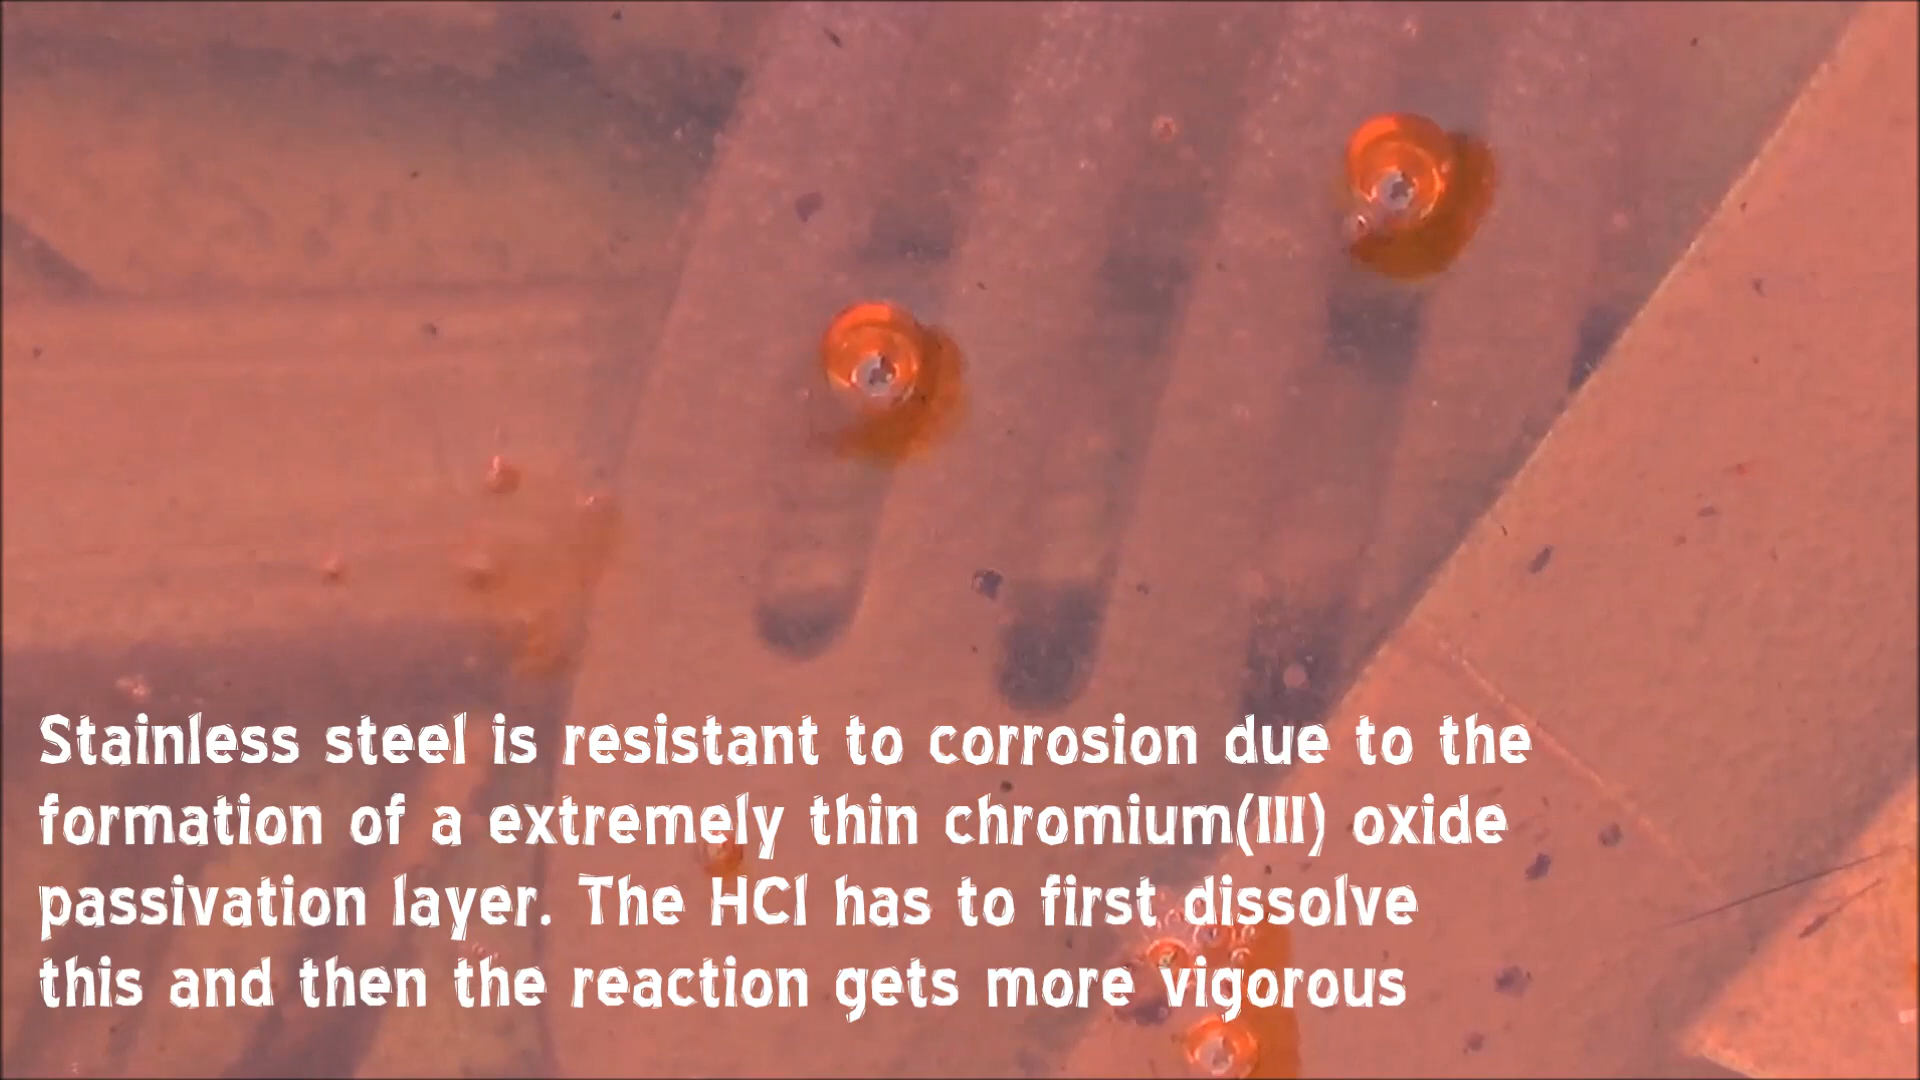 Stainless steel is resistant to corrosion due to the
formation of a extremely thin chromium(III) oxide
passivation layer. The HCl has to first dissolve
this and then the reaction gets more vigorous